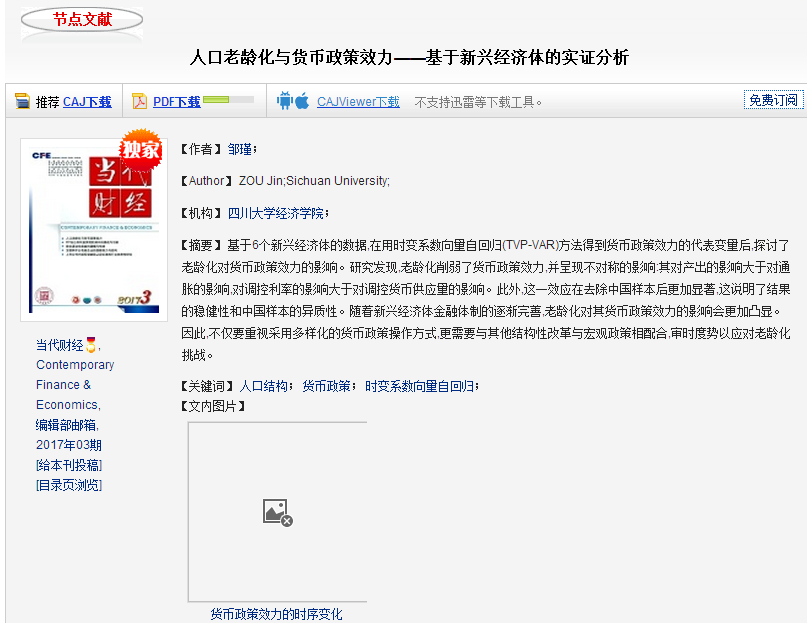 节点文献
人口老龄化与货币政策效力——基于新兴经济体的实证分析
推荐 CAJ下载 PDF下载 CAJViewer下载 不支持迅雷等下载工具。 免费订阅
独家
CFE
当代
财经
CONTEMPORARY FINANCE & ECONOMICS
2017 3
【作者】 邹瑾;
【Author】 ZOU Jin;Sichuan University;
【机构】 四川大学经济学院;
【摘要】 基于6个新兴经济体的数据,在用时变系数向量自回归(TVP-VAR)方法得到货币政策效力的代表变量后,探讨了
老龄化对货币政策效力的影响。研究发现,老龄化削弱了货币政策效力,并呈现不对称的影响:其对产出的影响大于对通
胀的影响,对调控利率的影响大于对调控货币供应量的影响。此外,这一效应在去除中国样本后更加显著,这说明了结果
的稳健性和中国样本的异质性。随着新兴经济体金融体制的逐渐完善,老龄化对其货币政策效力的影响会更加凸显。
因此,不仅要重视采用多样化的货币政策操作方式,更需要与其他结构性改革与宏观政策相配合,审时度势以应对老龄化
挑战。
【关键词】 人口结构; 货币政策; 时变系数向量自回归;
【文内图片】
货币政策效力的时序变化
当代财经,
Contemporary
Finance &
Economics,
编辑部邮箱,
2017年03期
[给本刊投稿]
[目录页浏览]